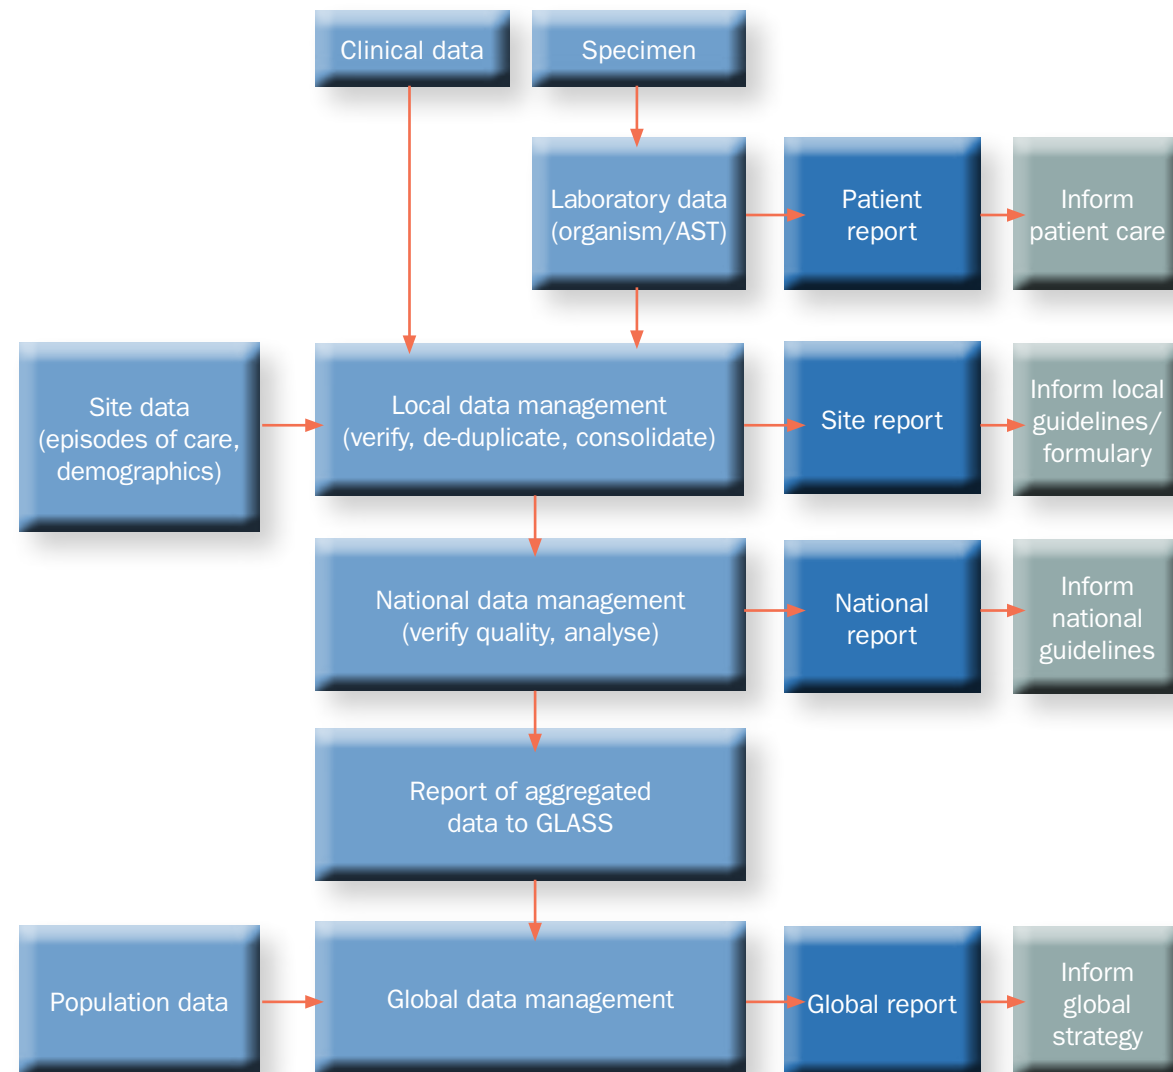 Clinical data
Specimen
Laboratory data
(organism/AST)
Patient
report
Inform
patient care
Site data
(episodes of care,
demographics)
Local data management
(verify, de-duplicate, consolidate)
Site report
Inform local
guidelines/
formulary
National data management
(verify quality, analyse)
National
report
Inform
national
guidelines
Report of aggregated
data to GLASS
Population data
Global data management
Global report
Inform
global
strategy